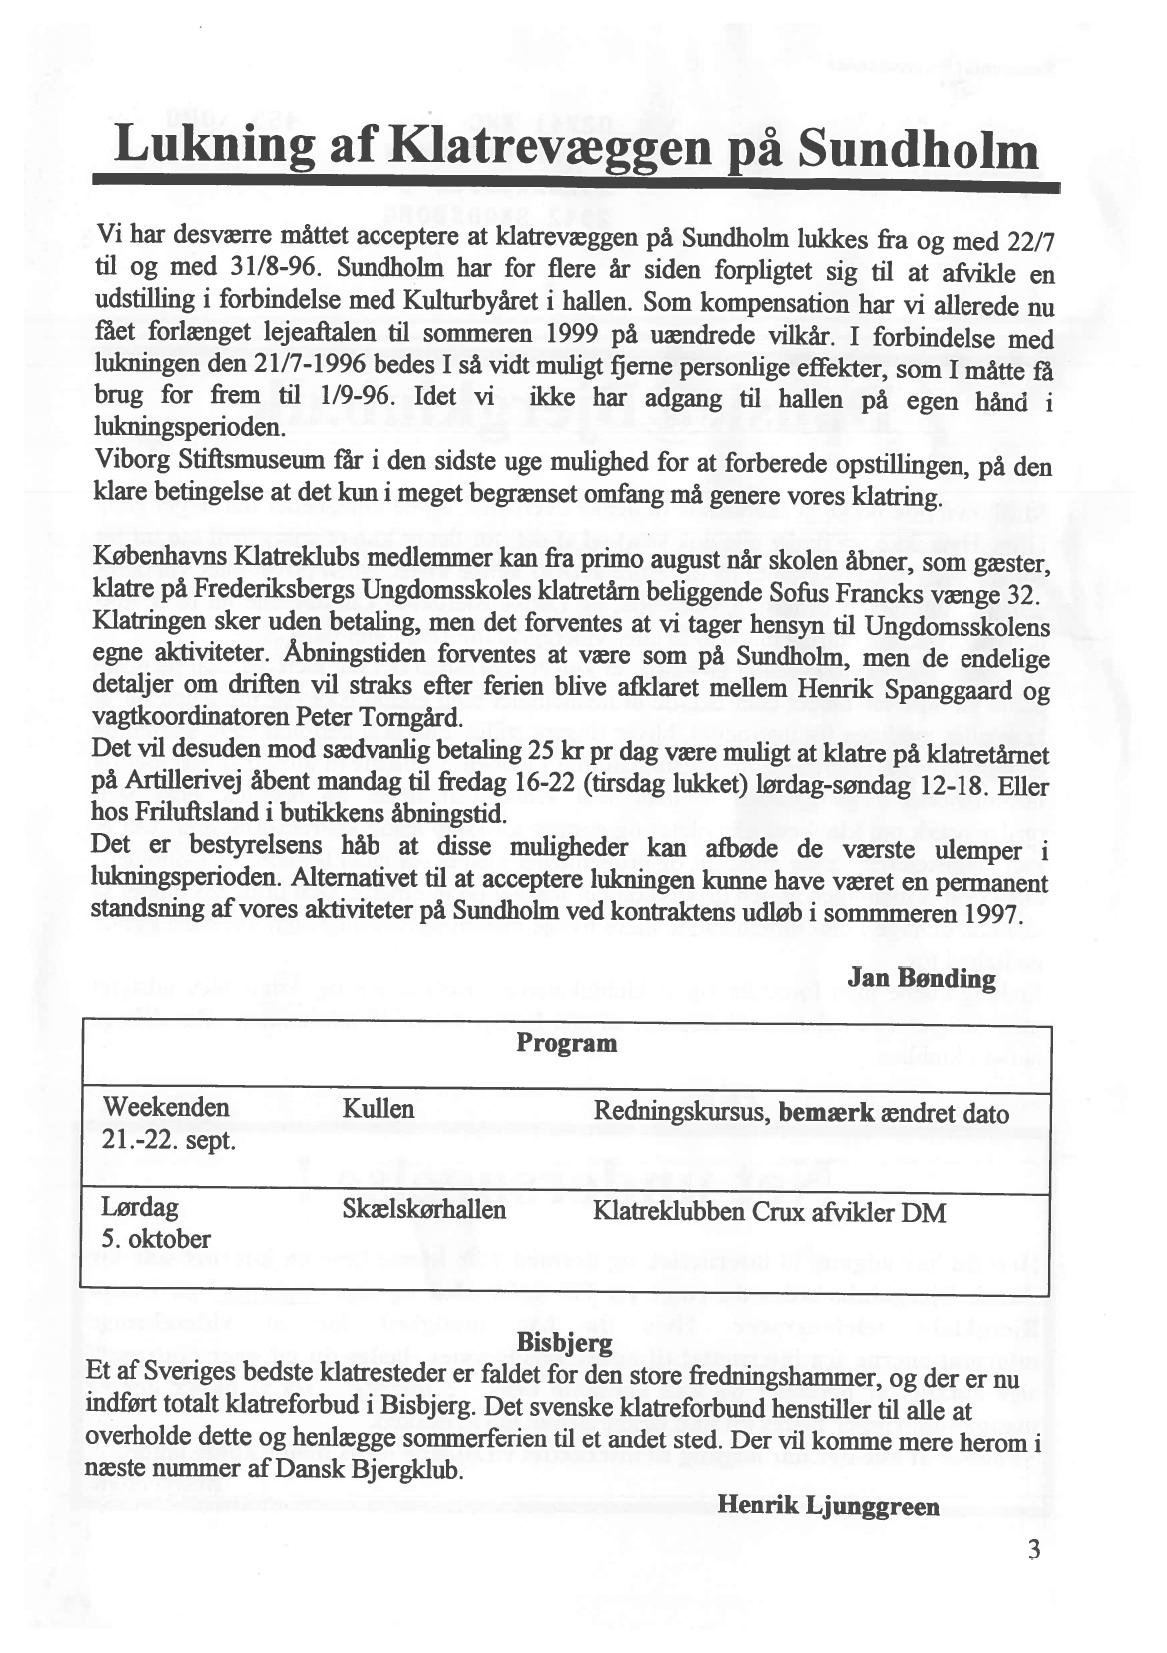 Lukning af Klatrevæggen på Sundholm
Vi har desværre måttet acceptere at klatrevæggen på Sundholm lukkes fra og med 22/7
til og med 31/8-96. Sundholm har for flere år siden forpligtet sig til at afvikle en
udstilling i forbindelse med Kulturbyåret i hallen. Som kompensation har vi allerede nu
fået forlænget lejeaftalen til sommeren 1999 på uændrede vilkår. I forbindelse med
lukningen den 21/7-1996 bedes I så vidt muligt fjerne personlige effekter, som I måtte få
brug for frem til 1/9-96. Idet vi ikke har adgang til hallen på egen hånd i
lukningsperioden.
Viborg Stiftsmuseum får i den sidste uge mulighed for at forberede opstillingen, på den
klare betingelse at det kun i meget begrænset omfang må genere vores klatring.
Københavns Klatreklubs medlemmer kan fra primo august når skolen åbner, som gæster,
klatre på Frederiksbergs Ungdomsskoles klatretårn beliggende Sofus Francks vænge 32.
Klatringen sker uden betaling, men det forventes at vi tager hensyn til Ungdomsskolens
egne aktiviteter. Åbningstiden forventes at være som på Sundholm, men de endelige
detaljer om driften vil straks efter ferien blive afklaret mellem Henrik Spanggaard og
vagtkoordinatoren Peter Torngård.
Det vil desuden mod sædvanlig betaling 25 kr pr dag være muligt at klatre på klatretårnet
på Artillerivej åbent mandag til fredag 16-22 (tirsdag lukket) lørdag-søndag 12-18. Eller
hos Friluftsland i butikkens åbningstid.
Det er bestyrelsens håb at disse muligheder kan afbøde de værste ulemper i
lukningsperioden. Alternativet til at acceptere lukningen kunne have været en permanent
standsning af vores aktiviteter på Sundholm ved kontraktens udløb i sommmeren 1997.
Jan Bønding
Program
Weekenden Kullen Redningskursus, bemærk ændret dato
21.-22. sept.
Lørdag Skælskørhallen Klatreklubben Crux afvikler DM
5. oktober
Bisbjerg
Et af Sveriges bedste klatresteder er faldet for den store fredningshammer, og der er nu
indført totalt klatreforbud i Bisbjerg. Det svenske klatreforbund henstiller til alle at
overholde dette og henlægge sommerferien til et andet sted. Der vil komme mere herom i
næste nummer af Dansk Bjergklub.
Henrik Ljunggreen
3